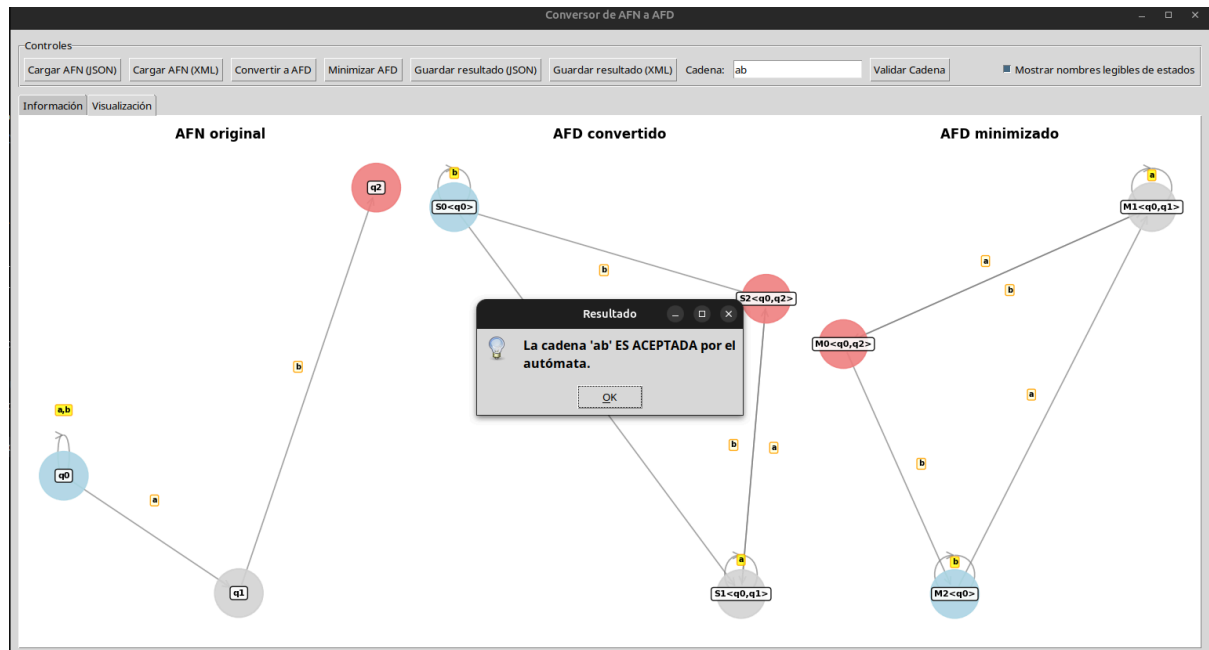 Conversor de AFN a AFD
Controles
Cargar AFN (JSON) Cargar AFN (XML) Convertir a AFD Minimizar AFD Guardar resultado (JSON) Guardar resultado (XML) Cadena: ab Validar Cadena Mostrar nombres legibles de estados
Información Visualización
AFN original
q2
b
a,b
q0
a
q1
AFD convertido
b
S0<q0>
b
S2<q0,q2>
b
a
a
S1<q0,q1>
Resultado
La cadena 'ab' ES ACEPTADA por el
autómata.
OK
AFD minimizado
a
M1<q0,q1>
a
b
M0<q0,q2>
a
b
b
M2<q0>